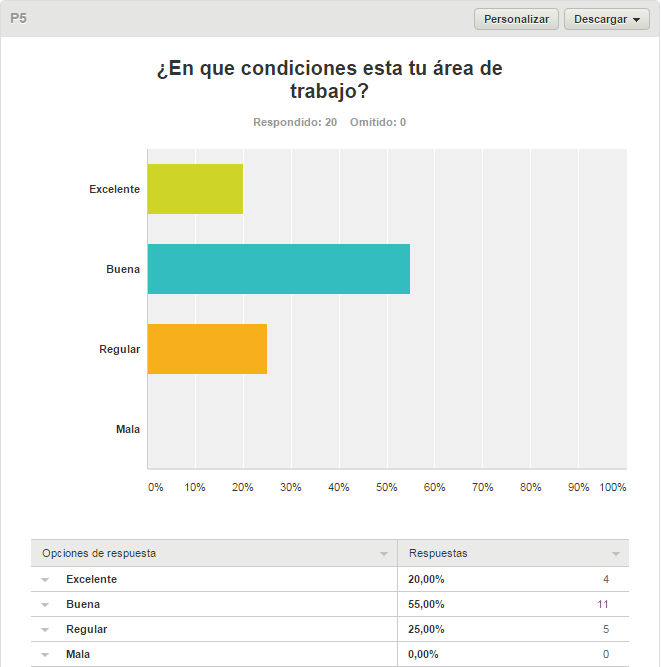 P5
Personalizar
Descargar
¿En que condiciones esta tu área de
trabajo?
Respondido: 20 Omitido: 0
Excelente
Buena
Regular
Mala
0% 10% 20% 30% 40% 50% 60% 70% 80% 90% 100%
Opciones de respuesta Respuestas
Excelente 20,00% 4
Buena 55,00% 11
Regular 25,00% 5
Mala 0,00% 0